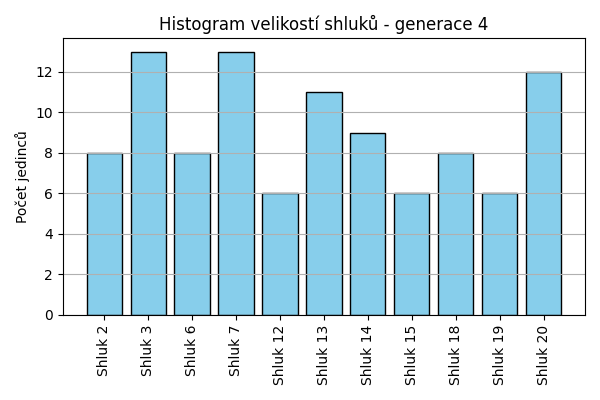 Histogram velikostí shluků - generace 4
Počet jedinců
12
10
8
6
4
2
0
Shluk 2
Shluk 3
Shluk 6
Shluk 7
Shluk 12
Shluk 13
Shluk 14
Shluk 15
Shluk 18
Shluk 19
Shluk 20